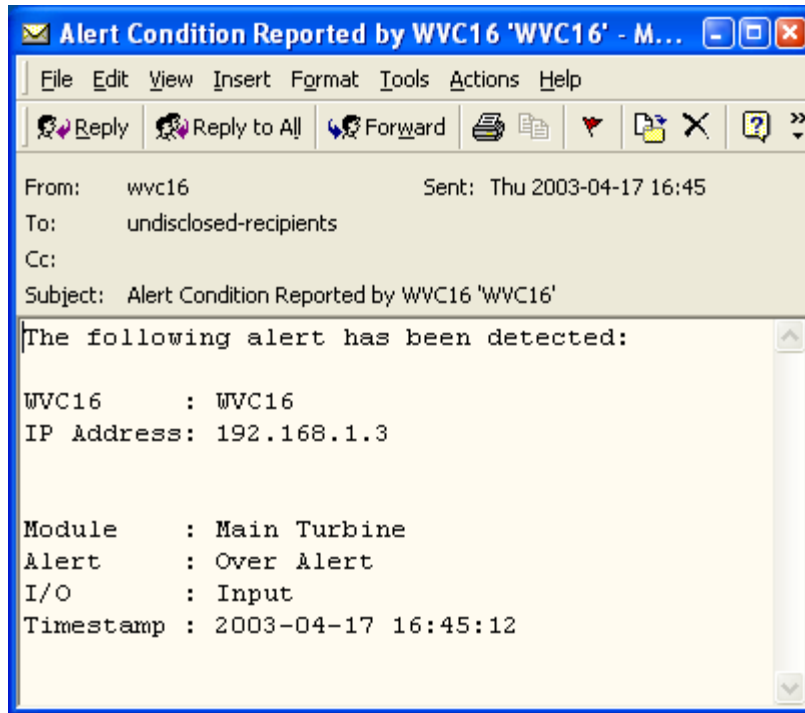 Alert Condition Reported by WVC16 'WVC16' - M...
File Edit View Insert Format Tools Actions Help
Reply Reply to All Forward
From: wvc16 Sent: Thu 2003-04-17 16:45
To: undisclosed-recipients
Cc:
Subject: Alert Condition Reported by WVC16 'WVC16'
The following alert has been detected:
WVC16 : WVC16
IP Address: 192.168.1.3
Module : Main Turbine
Alert : Over Alert
I/O : Input
Timestamp : 2003-04-17 16:45:12